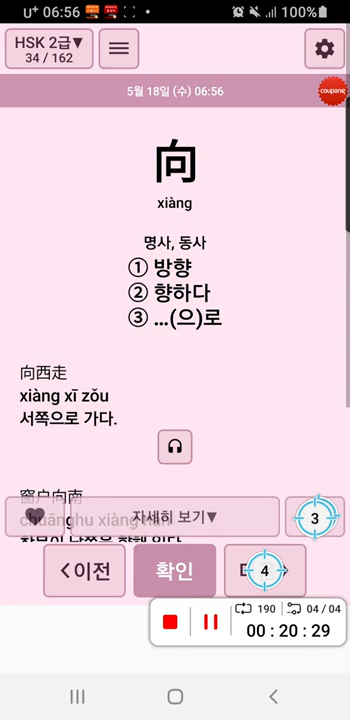 U⁺ 06:56 100%
HSK 2급▼
34 / 162
5월 18일 (수) 06:56
coupang
向
xiàng
명사, 동사
① 방향
② 향하다
③ …(으)로
向西走
xiàng xī zǒu
서쪽으로 가다.
窗户向南
chuānghu xiàng nán
자세히 보기▼
3
<이전
확인
4
190 04 / 04
00 : 20 : 29